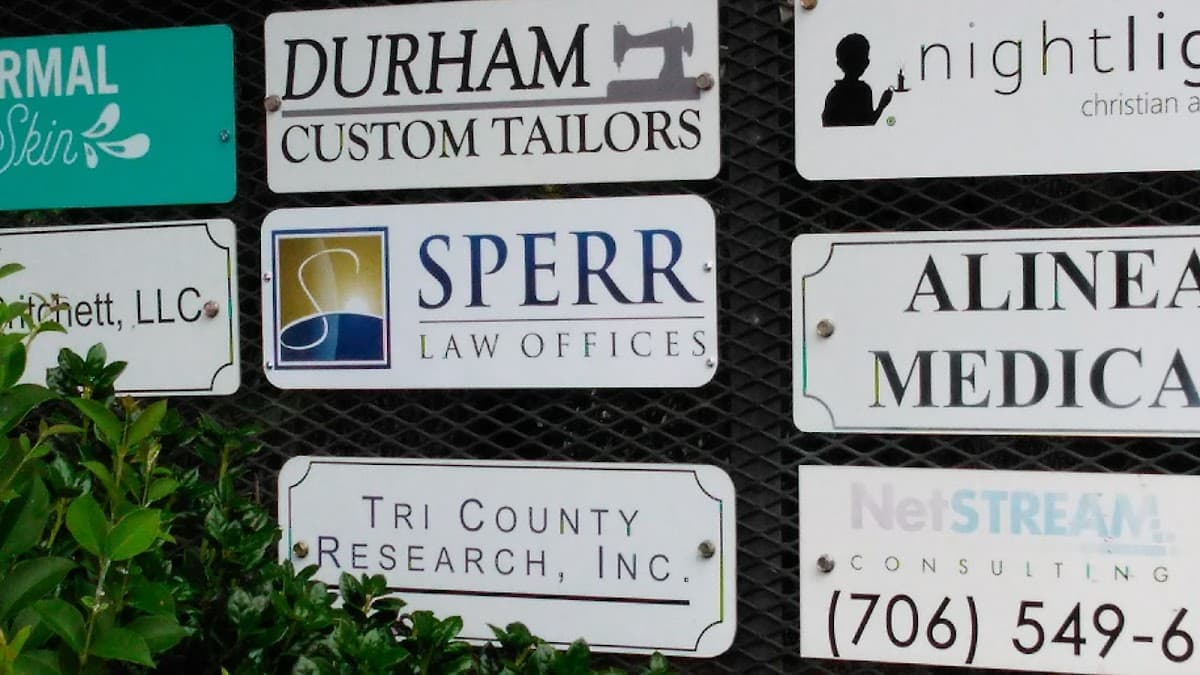 RMAL
Skin
DURHAM
CUSTOM TAILORS
nightlig
christian a
Pritchett, LLC
SPERR
LAW OFFICES
ALINEA
MEDICA
TRI COUNTY
RESEARCH, INC.
NetSTREAM
CONSULTING
(706) 549-6